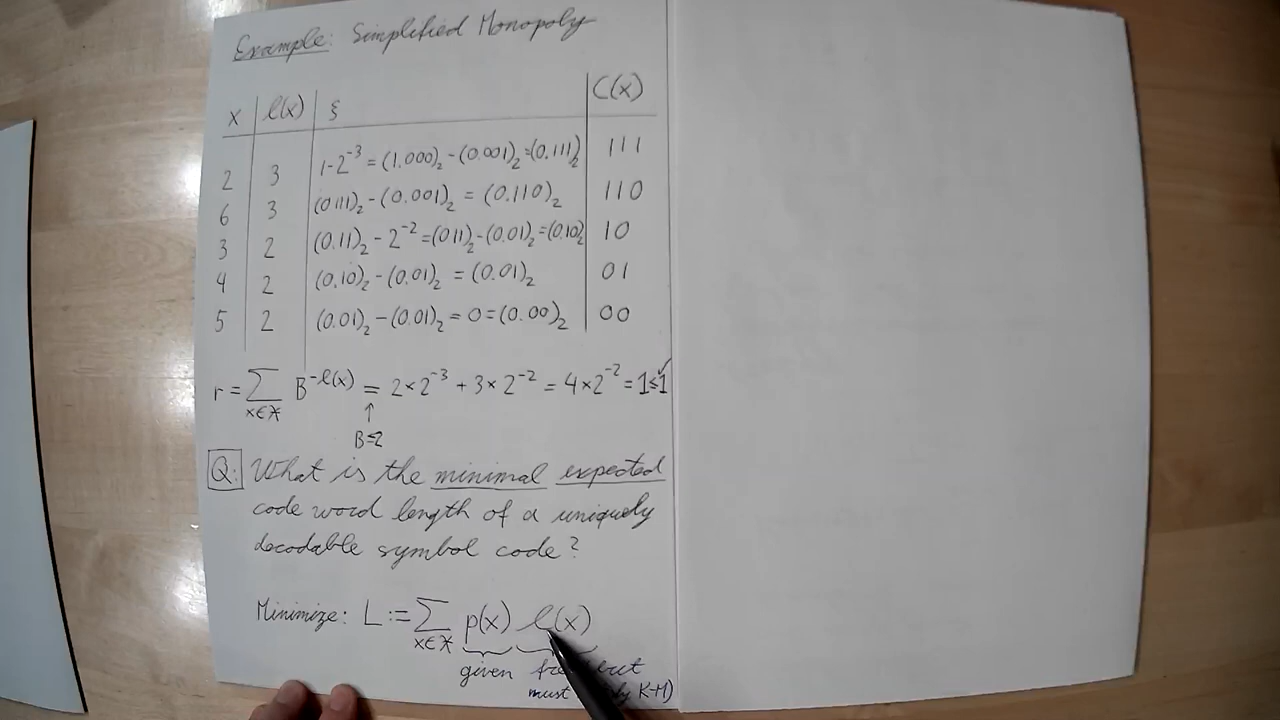 Example: Simplified Monopoly
x ℓ(x) ξ C(x)
2 3 1-2^-3 = (1.000)_2 - (0.001)_2 = (0.111)_2 111
6 3 (0.111)_2 - (0.001)_2 = (0.110)_2 110
3 2 (0.11)_2 - 2^-2 = (0.11)_2 - (0.01)_2 = (0.10)_2 10
4 2 (0.10)_2 - (0.01)_2 = (0.01)_2 01
5 2 (0.01)_2 - (0.01)_2 = 0 = (0.00)_2 00
r = ∑ B^-ℓ(x) = 2×2^-3 + 3×2^-2 = 4×2^-2 = 1 ≤ 1 ✓
x∈𝒳 ↑
B=2
Q: What is the minimal expected
code word length of a uniquely
decodable symbol code?
Minimize: L := ∑ p(x) ℓ(x)
x∈𝒳
given but
must K-M)